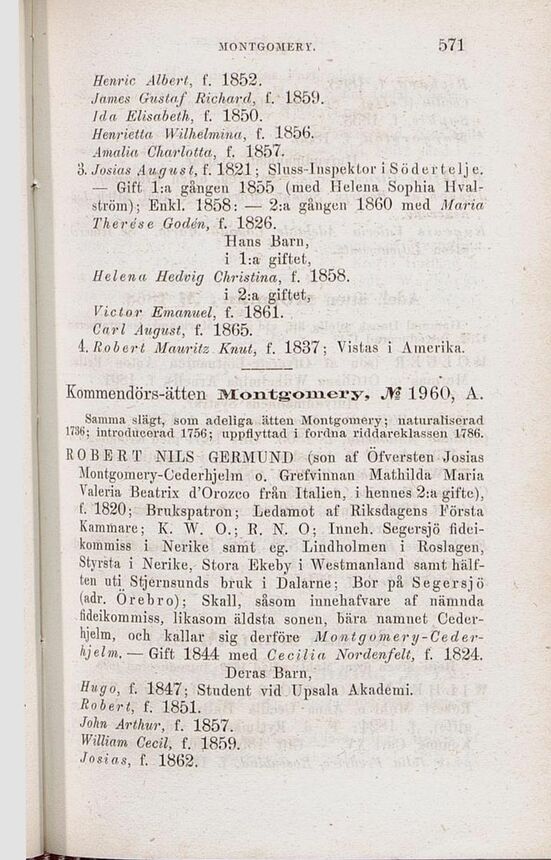 MONTGOMERY. 571
Henric Albert, f. 1852.
James Gustaf Richard, f. 1859.
Ida Elisabeth, f. 1850.
Henrietta Wilhelmina, f. 1856.
Amalia Charlotta, f. 1857.
3. Josias August, f. 1821; Sluss-Inspektor i Södertelje.
— Gift 1:a gången 1855 (med Helena Sophia Hval-
ström); Enkl. 1858: — 2:a gången 1860 med Maria
Therése Godén, f. 1826.
Hans Barn,
i 1:a giftet,
Helena Hedvig Christina, f. 1858.
i 2:a giftet,
Victor Emanuel, f. 1861.
Carl August, f. 1865.
4. Robert Mauritz Knut, f. 1837; Vistas i Amerika.
Kommendörs-ätten Montgomery, № 1960, A.
Samma slägt, som adeliga ätten Montgomery; naturaliserad
1736; introducerad 1756; uppflyttad i fordna riddareklassen 1786.
ROBERT NILS GERMUND (son af Öfversten Josias
Montgomery-Cederhjelm o. Grefvinnan Mathilda Maria
Valeria Beatrix d'Orozco från Italien, i hennes 2:a gifte),
f. 1820; Brukspatron; Ledamot af Riksdagens Första
Kammare; K. W. O.; R. N. O; Inneh. Segersjö fidei-
kommiss i Nerike samt eg. Lindholmen i Roslagen,
Styrsta i Nerike, Stora Ekeby i Westmanland samt hälf-
ten uti Stjernsunds bruk i Dalarne; Bor på Segersjö
(adr. Örebro); Skall, såsom innehafvare af nämnda
fideikommiss, likasom äldsta sonen, bära namnet Ceder-
hjelm, och kallar sig derföre Montgomery-Ceder-
hjelm. — Gift 1844 med Cecilia Nordenfelt, f. 1824.
Deras Barn,
Hugo, f. 1847; Student vid Upsala Akademi.
Robert, f. 1851.
John Arthur, f. 1857.
William Cecil, f. 1859.
Josias, f. 1862.